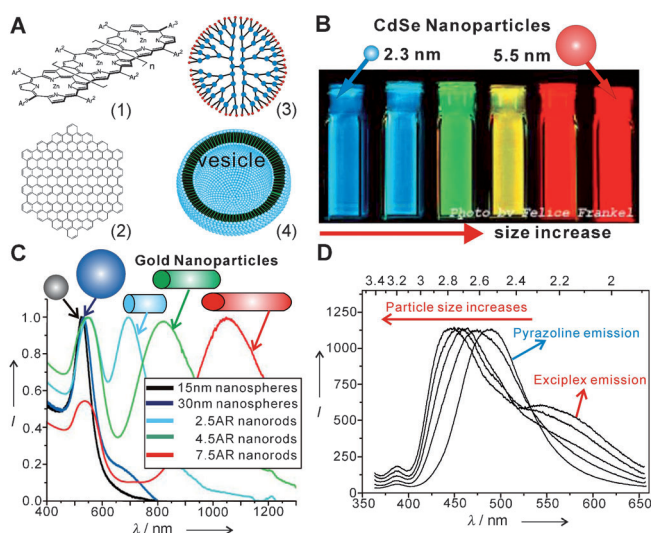 A
Ar2
Ar3
Zn
n
(1)
(2)
(3)
vesicle
(4)
B
CdSe Nanoparticles
2.3 nm
5.5 nm
Photo by Felice Frankel
size increase
C
Gold Nanoparticles
1.0
0.8
0.6
0.4
0.2
0.0
I
400 600 800 1000 1200
λ / nm
15nm nanospheres
30nm nanospheres
2.5AR nanorods
4.5AR nanorods
7.5AR nanorods
D
3.4 3.2 3 2.8 2.6 2.4 2.2 2
Particle size increases
Pyrazoline emission
Exciplex emission
1125
1000
750
500
250
0
I
350 400 450 500 550 600 650
λ / nm